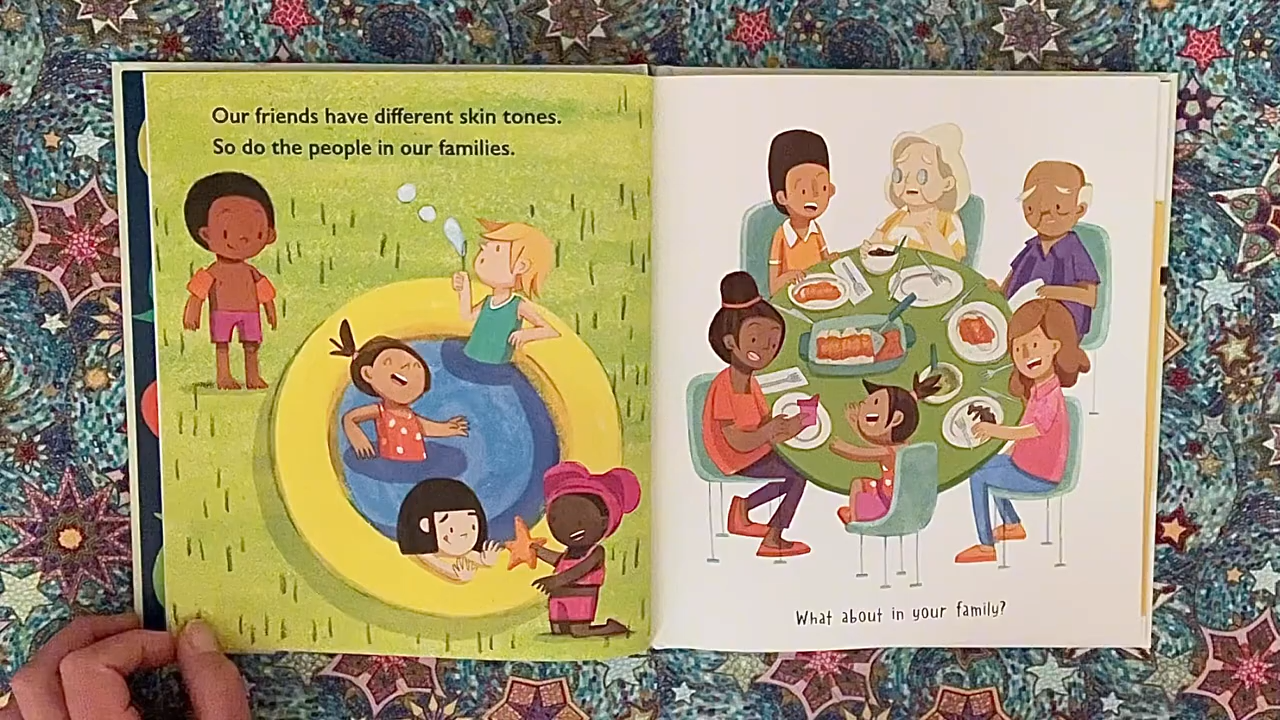 Our friends have different skin tones.
So do the people in our families.
What about in your family?